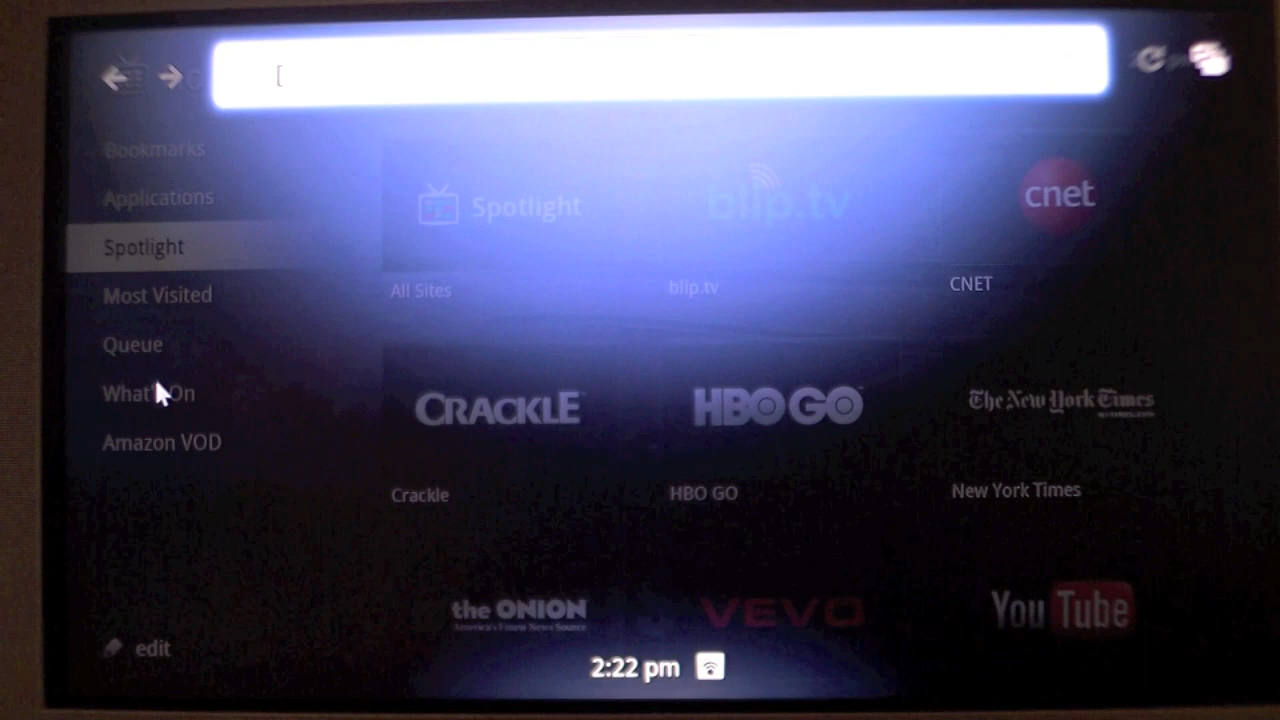 [
Bookmarks
Applications
Spotlight
Most Visited
Queue
What's On
Amazon VOD
edit
Spotlight
All Sites
blip.tv
blip.tv
cnet
CNET
CRACKLE
Crackle
HBO GO
HBO GO
The New York Times
New York Times
the ONION
America's Finest News Source
VEVO
YouTube
2:22 pm